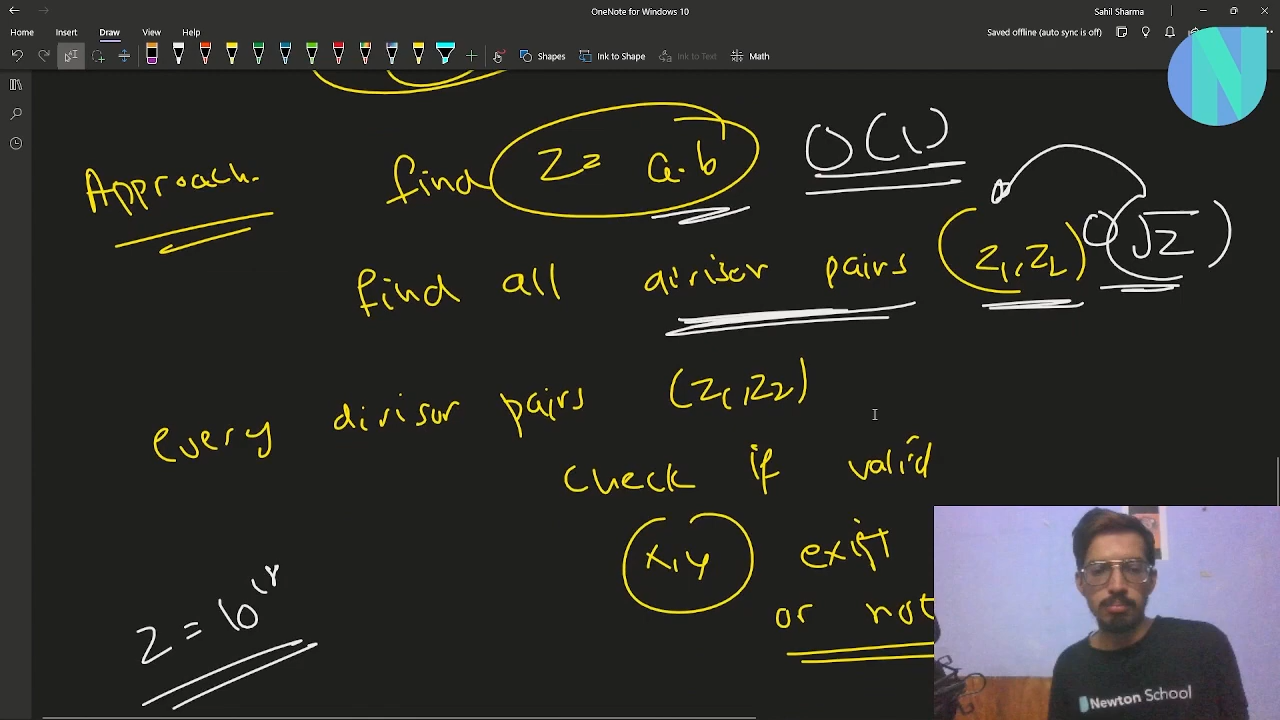 OneNote for Windows 10
Sahil Sharma
Home Insert Draw View Help
Saved offline (auto sync is off)
Shapes Ink to Shape Ink to Text Math
Approach. find Z= a.b O(1)
find all divisor pairs (Z1,Z2) O(√Z)
every divisor pairs (Z1,Z2)
Check if valid
x,y exist
or not
Z = 10^18
Newton School